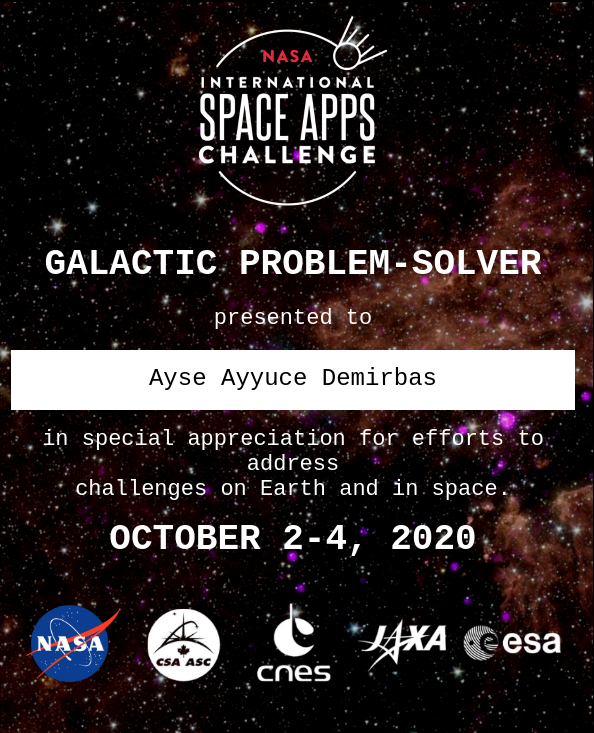 NASA
INTERNATIONAL
SPACE APPS
CHALLENGE
GALACTIC PROBLEM-SOLVER
presented to
Ayse Ayyuce Demirbas
in special appreciation for efforts to
address
challenges on Earth and in space.
OCTOBER 2-4, 2020
NASA CSA ASC cnes JAXA esa